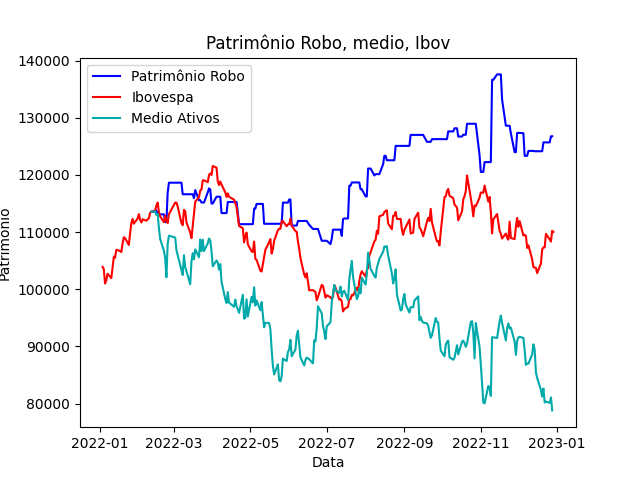 Patrimônio Robo, medio, Ibov
Patrimônio Robo
Ibovespa
Medio Ativos
140000
130000
120000
110000
100000
90000
80000
Patrimonio
2022-01 2022-03 2022-05 2022-07 2022-09 2022-11 2023-01
Data